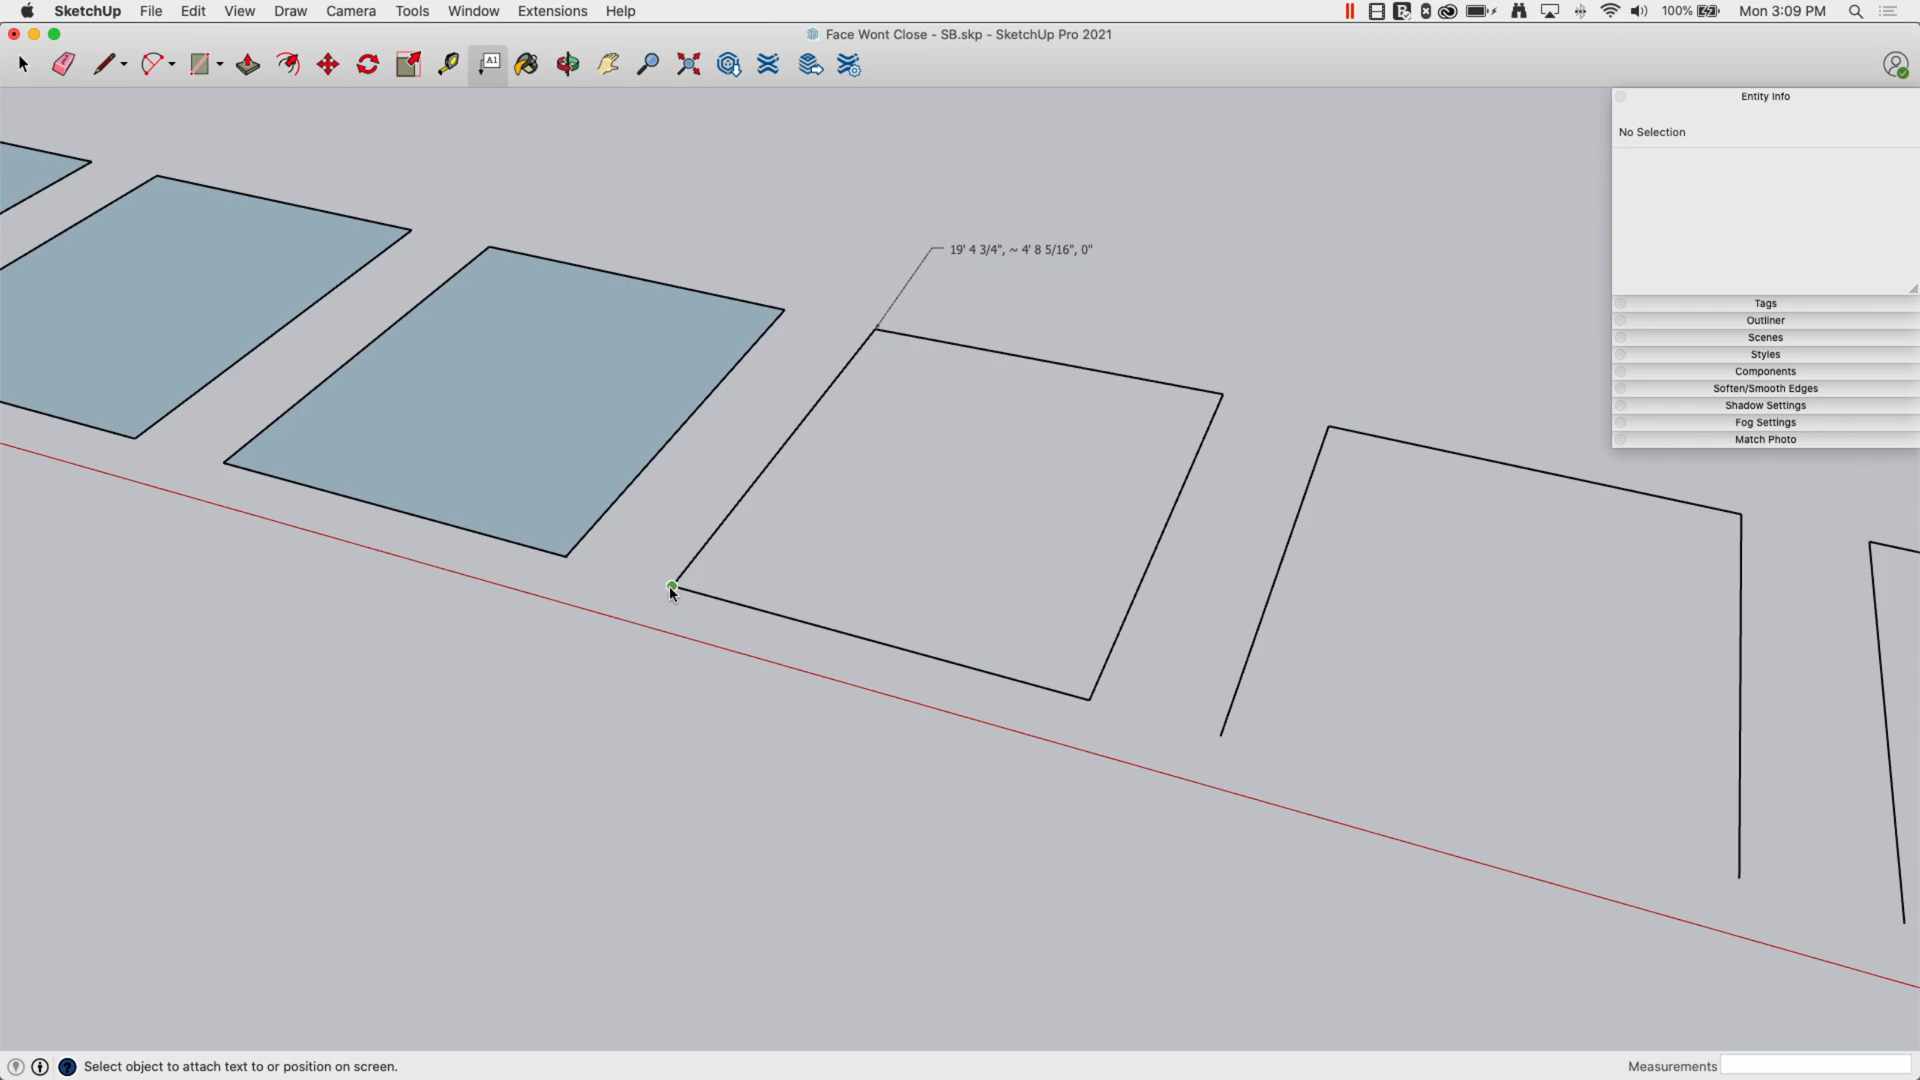 SketchUp File Edit View Draw Camera Tools Window Extensions Help 100% Mon 3:09 PM
Face Wont Close - SB.skp - SketchUp Pro 2021
A1
Entity Info
No Selection
19' 4 3/4", ~ 4' 8 5/16", 0"
Tags
Outliner
Scenes
Styles
Components
Soften/Smooth Edges
Shadow Settings
Fog Settings
Match Photo
Select object to attach text to or position on screen. Measurements